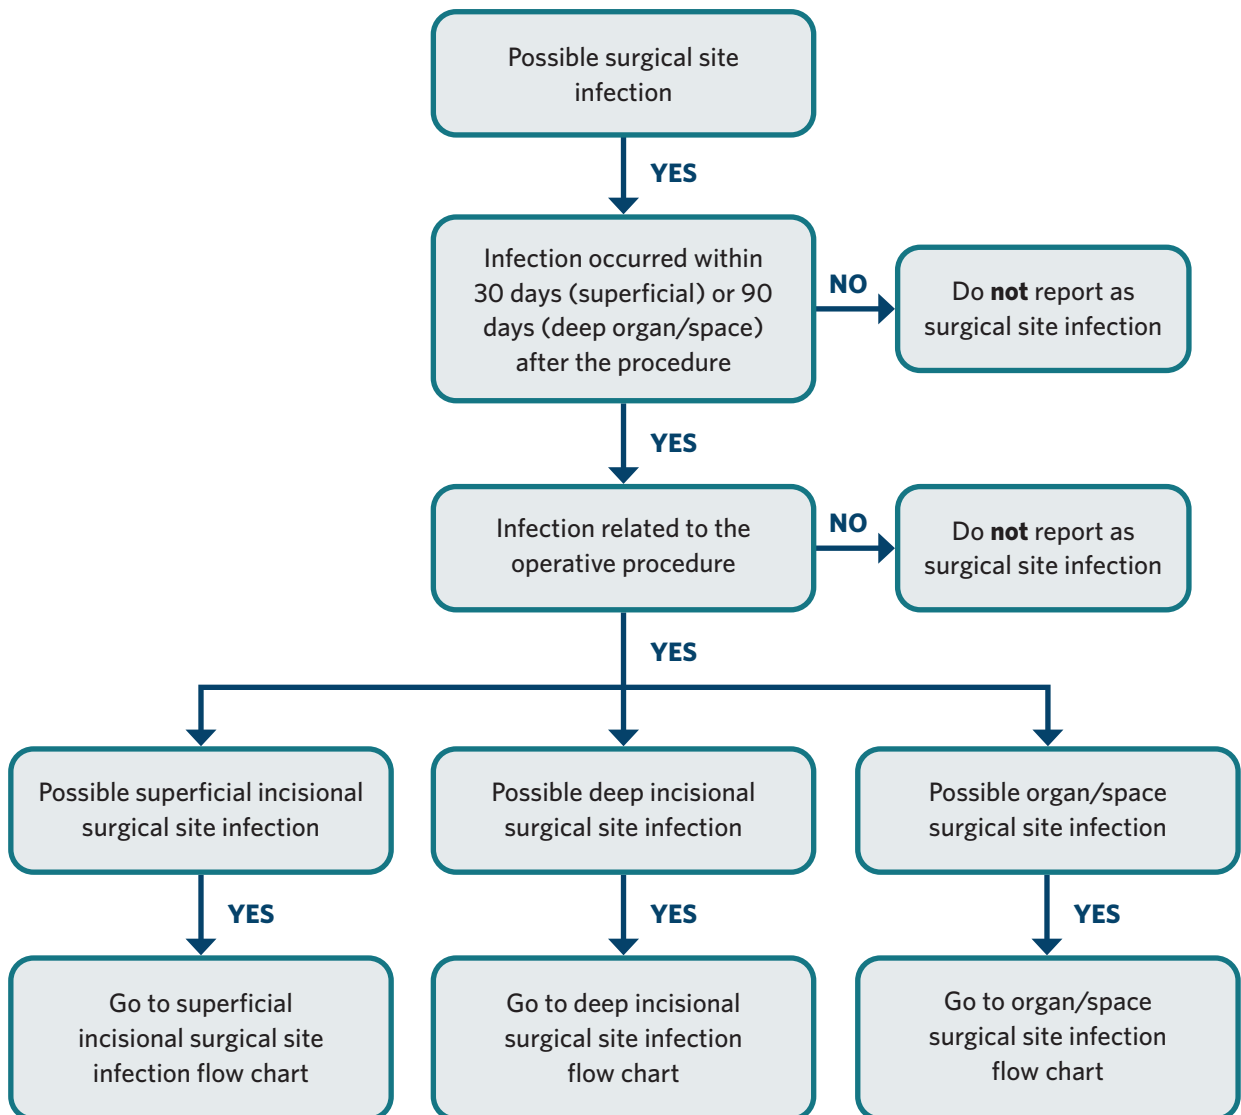 Possible surgical site
infection
YES
Infection occurred within
30 days (superficial) or 90
days (deep organ/space)
after the procedure
NO
Do not report as
surgical site infection
YES
Infection related to the
operative procedure
NO
Do not report as
surgical site infection
YES
Possible superficial incisional
surgical site infection
Possible deep incisional
surgical site infection
Possible organ/space
surgical site infection
YES
YES
YES
Go to superficial
incisional surgical site
infection flow chart
Go to deep incisional
surgical site infection
flow chart
Go to organ/space
surgical site infection
flow chart